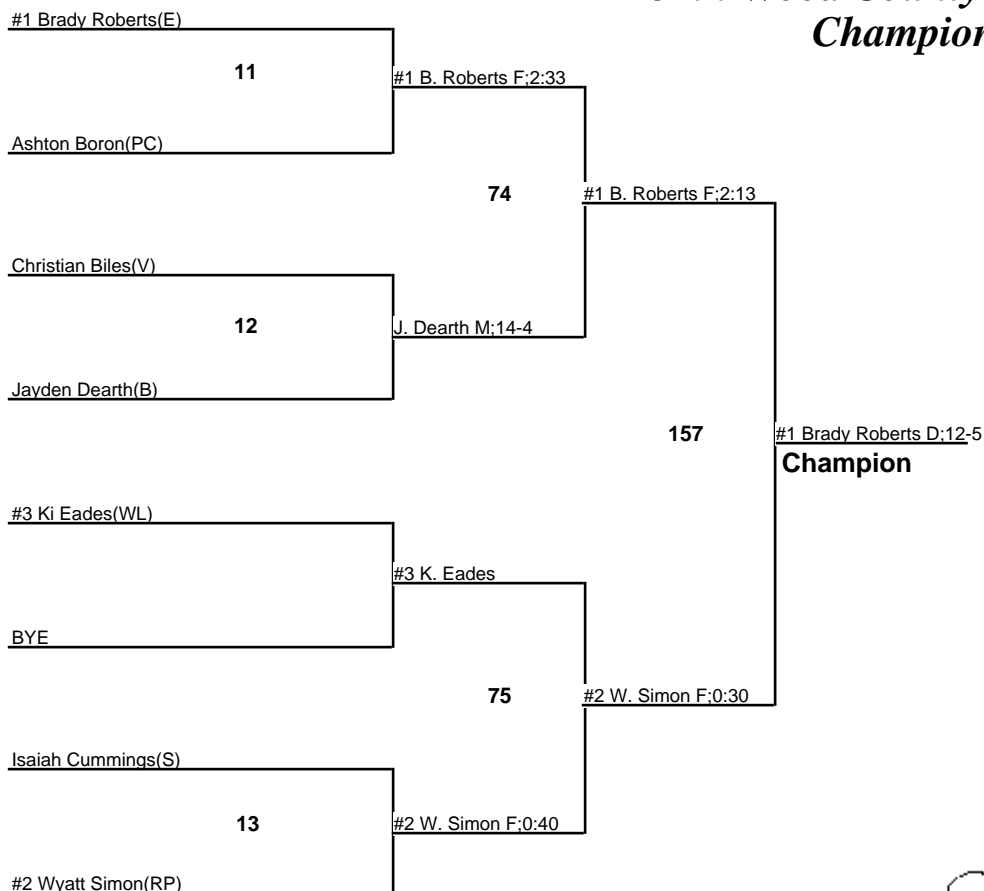 Champion
#1 Brady Roberts(E)
11
#1 B. Roberts F;2:33
Ashton Boron(PC)
74
#1 B. Roberts F;2:13
Christian Biles(V)
12
J. Dearth M;14-4
Jayden Dearth(B)
157
#1 Brady Roberts D;12-5
Champion
#3 Ki Eades(WL)
#3 K. Eades
BYE
75
#2 W. Simon F;0:30
Isaiah Cummings(S)
13
#2 W. Simon F;0:40
#2 Wyatt Simon(RP)